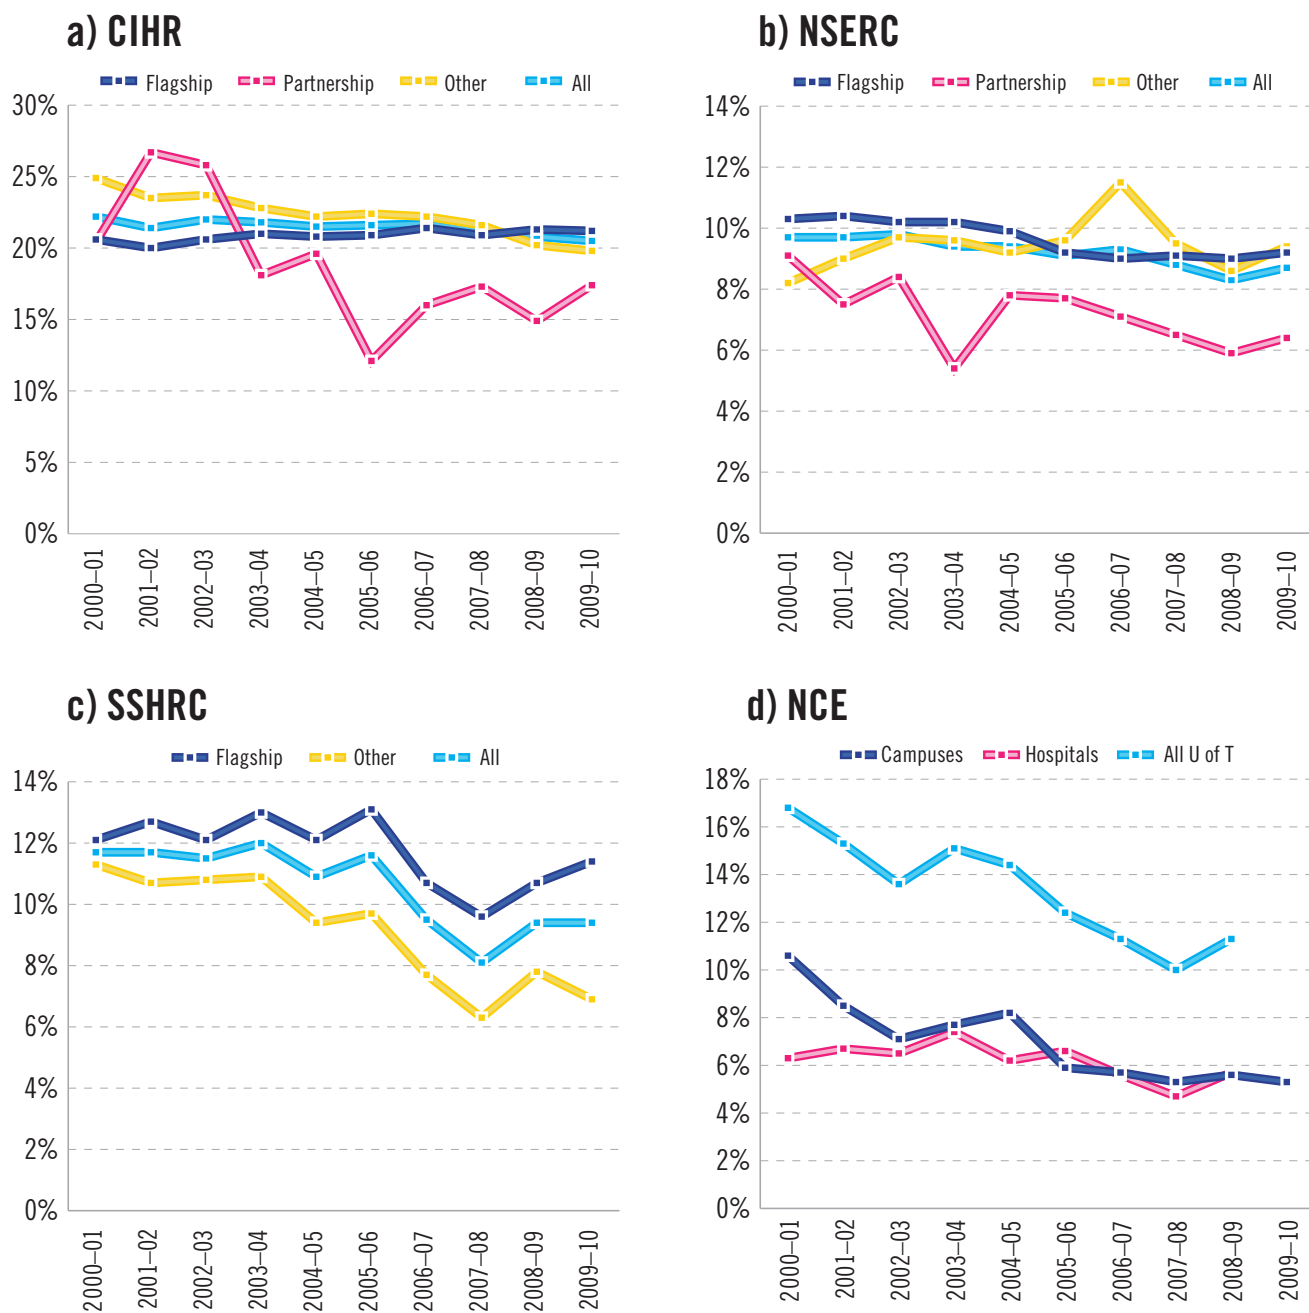 a) CIHR
Flagship Partnership Other All
30%
25%
20%
15%
10%
5%
0%
2000–01 2001–02 2002–03 2003–04 2004–05 2005–06 2006–07 2007–08 2008–09 2009–10
b) NSERC
Flagship Partnership Other All
14%
12%
10%
8%
6%
4%
2%
0%
2000–01 2001–02 2002–03 2003–04 2004–05 2005–06 2006–07 2007–08 2008–09 2009–10
c) SSHRC
Flagship Other All
14%
12%
10%
8%
6%
4%
2%
0%
2000–01 2001–02 2002–03 2003–04 2004–05 2005–06 2006–07 2007–08 2008–09 2009–10
d) NCE
Campuses Hospitals All U of T
18%
16%
14%
12%
10%
8%
6%
4%
2%
0%
2000–01 2001–02 2002–03 2003–04 2004–05 2005–06 2006–07 2007–08 2008–09 2009–10